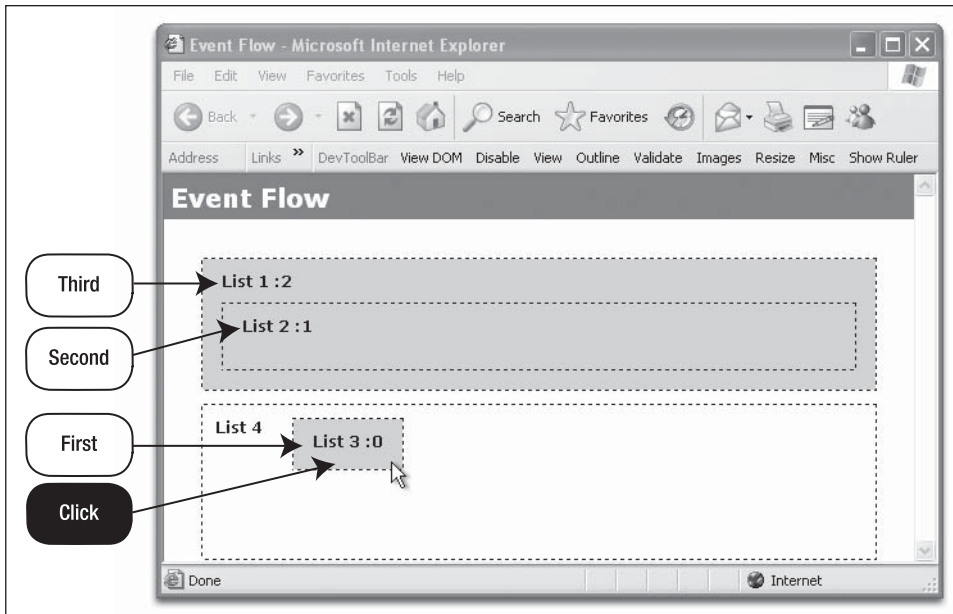 Event Flow - Microsoft Internet Explorer
File Edit View Favorites Tools Help
Back Search Favorites
Address Links » DevToolBar View DOM Disable View Outline Validate Images Resize Misc Show Ruler
Event Flow
Third
List 1 :2
List 2 :1
Second
List 4
First
List 3 :0
Click
Done Internet